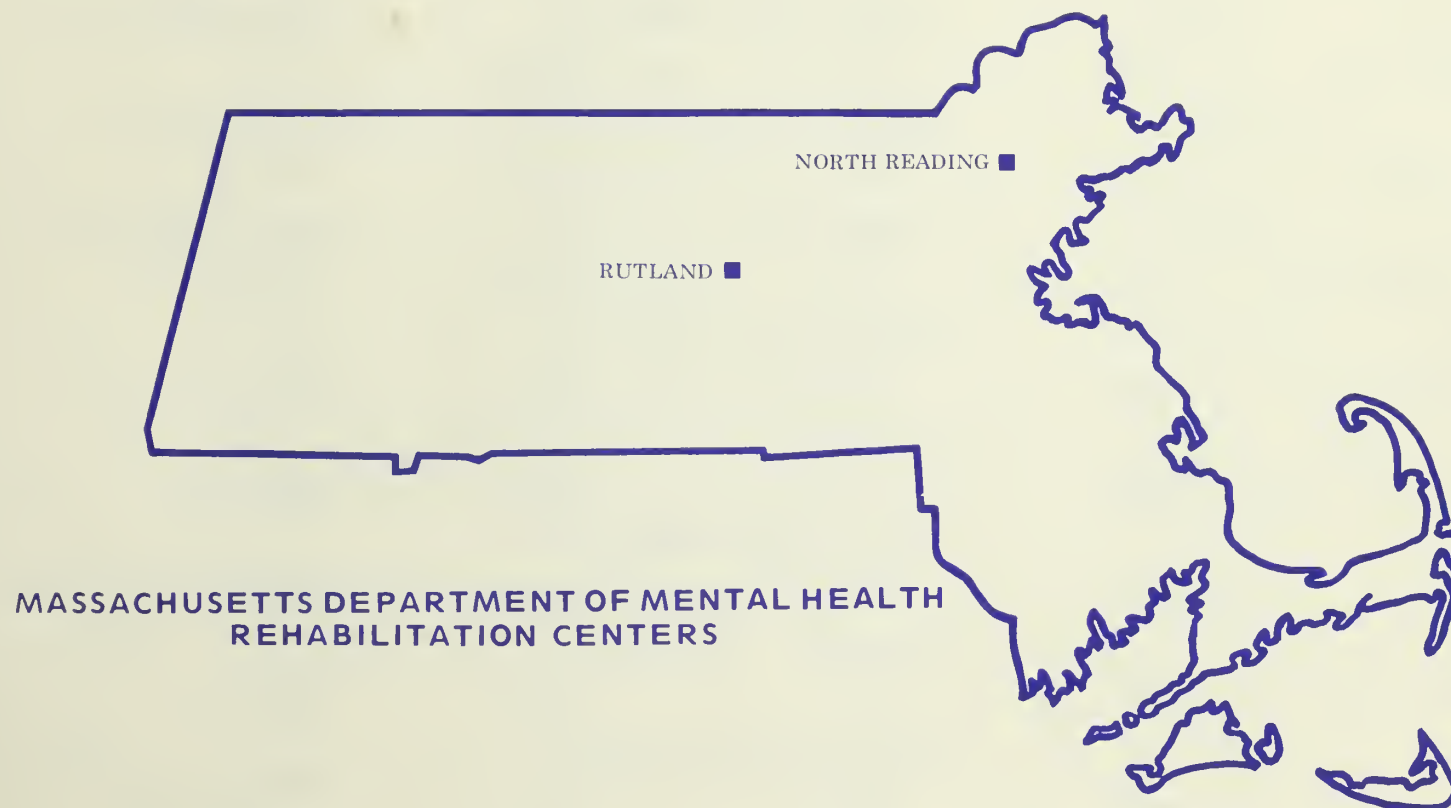 NORTH READING
RUTLAND
MASSACHUSETTS DEPARTMENT OF MENTAL HEALTH
REHABILITATION CENTERS